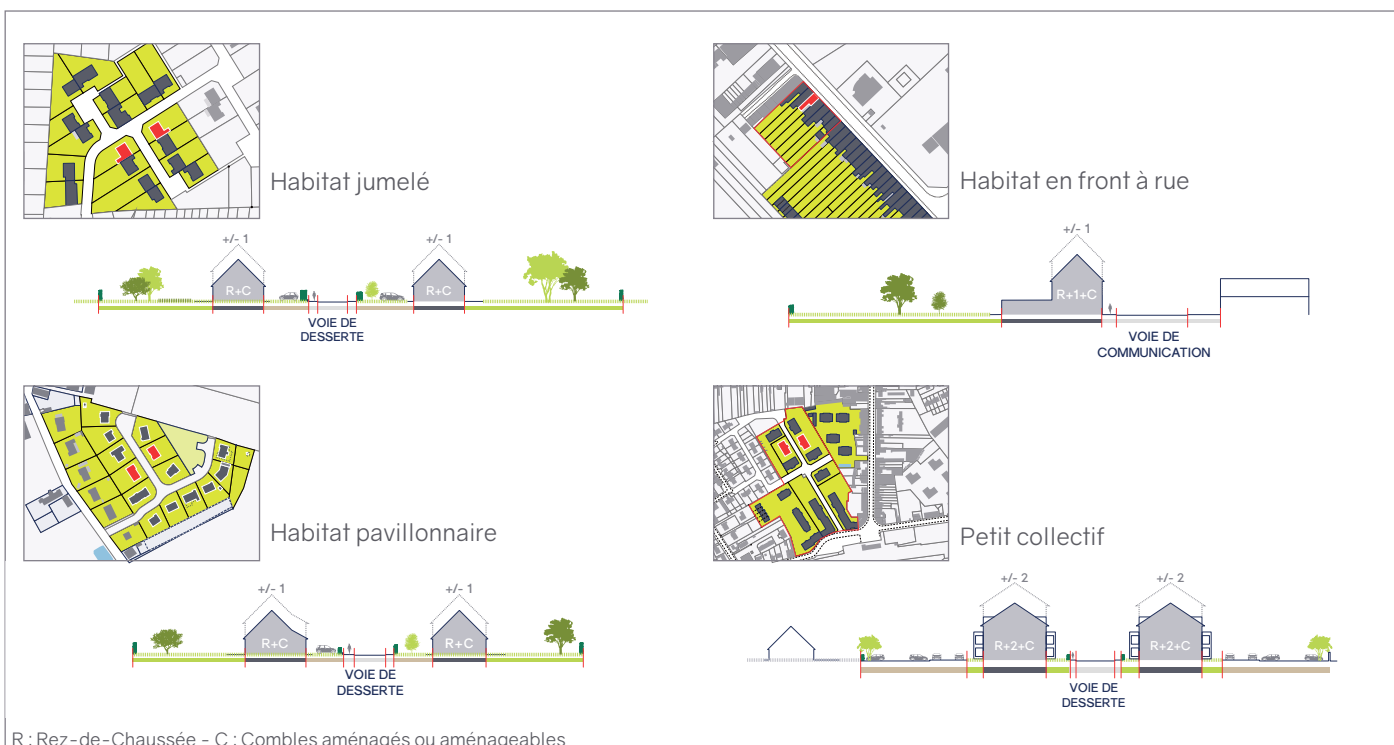 Habitat jumelé
+/- 1
+/- 1
R+C
R+C
VOIE DE
DESSERTE
Habitat en front à rue
+/- 1
R+1+C
VOIE DE
COMMUNICATION
Habitat pavillonnaire
+/- 1
+/- 1
R+C
R+C
VOIE DE
DESSERTE
Petit collectif
+/- 2
+/- 2
R+2+C
R+2+C
VOIE DE
DESSERTE
R : Rez-de-Chaussée - C : Combles aménagés ou aménageables